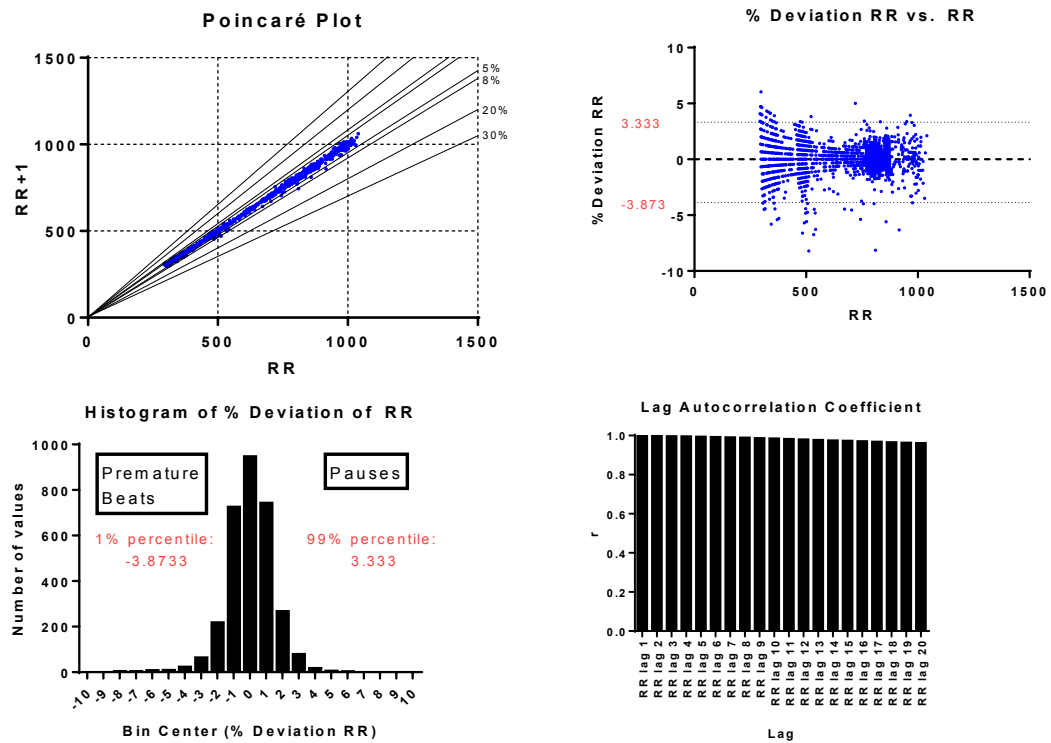 Poincaré Plot
RR+1
1500
1000
500
0
0
500
1000
1500
RR
5%
8%
20%
30%
% Deviation RR vs. RR
% Deviation RR
10
5
0
-5
-10
3.333
-3.873
0
500
1000
1500
RR
Histogram of % Deviation of RR
Number of values
1000
800
600
400
200
0
Premature
Beats
Pauses
1% percentile:
-3.8733
99% percentile:
3.333
-10
-9
-8
-7
-6
-5
-4
-3
-2
-1
0
1
2
3
4
5
6
7
8
9
10
Bin Center (% Deviation RR)
Lag Autocorrelation Coefficient
r
1.0
0.8
0.6
0.4
0.2
0.0
RR lag 1
RR lag 2
RR lag 3
RR lag 4
RR lag 5
RR lag 6
RR lag 7
RR lag 8
RR lag 9
RR lag 10
RR lag 11
RR lag 12
RR lag 13
RR lag 14
RR lag 15
RR lag 16
RR lag 17
RR lag 18
RR lag 19
RR lag 20
Lag